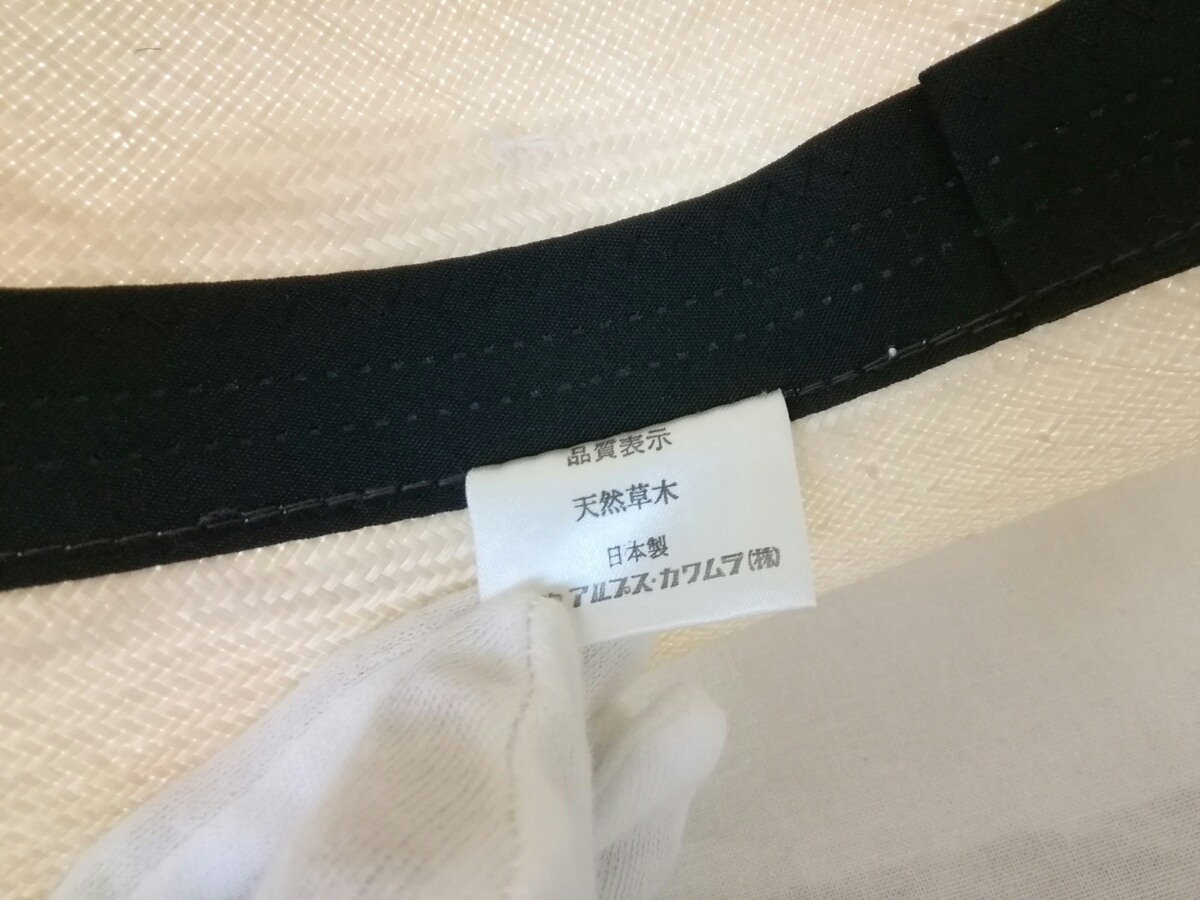 品質表示
天然草木
日本製
アルプス・カワムラ(株)